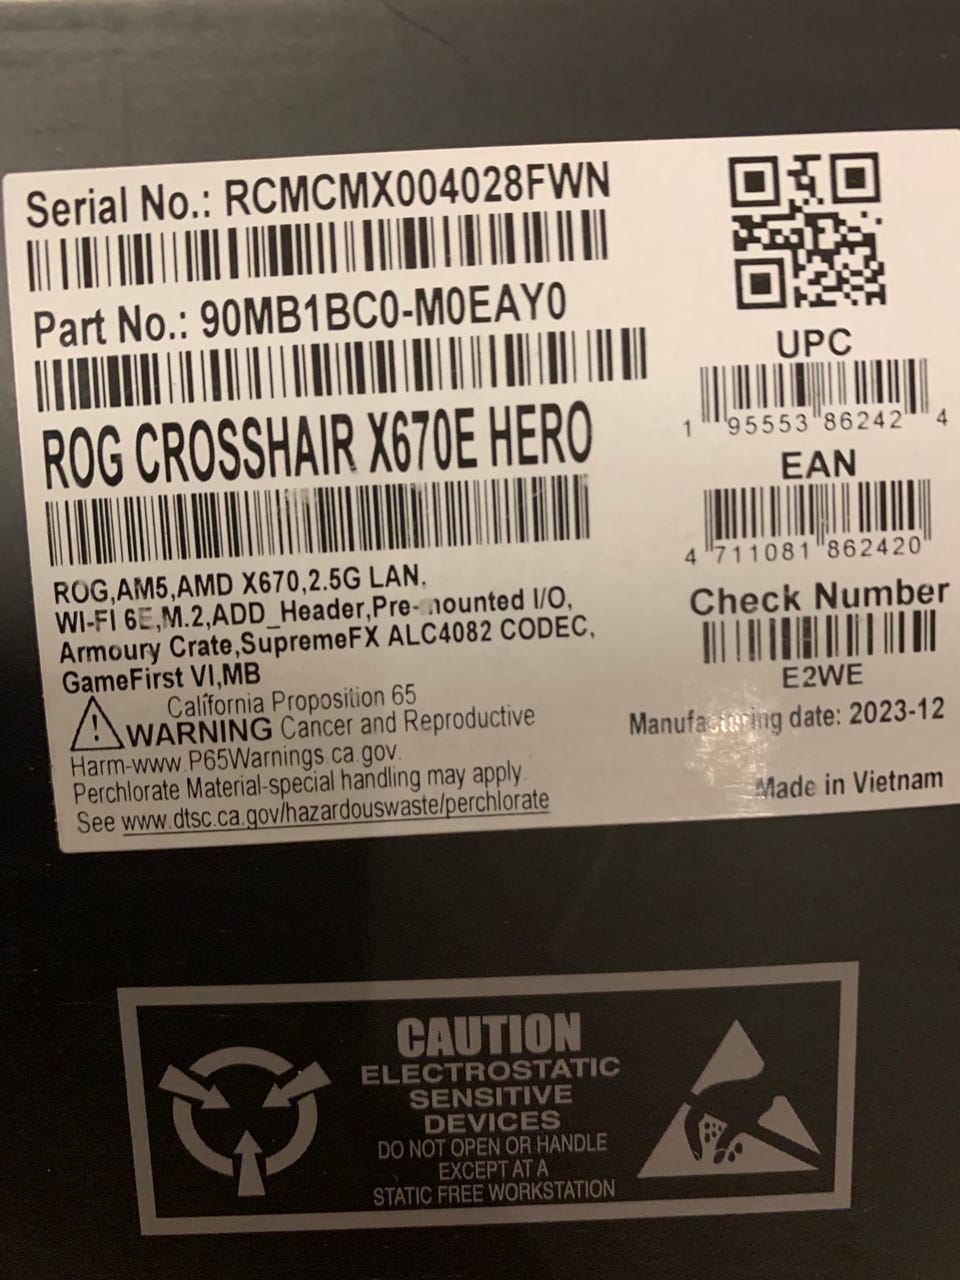 Serial No.: RCMCMX004028FWN
Part No.: 90MB1BC0-M0EAY0
ROG CROSSHAIR X670E HERO
ROG,AM5,AMD X670,2.5G LAN,
WI-FI 6E,M.2,ADD_Header,Pre-mounted I/O,
Armoury Crate,SupremeFX ALC4082 CODEC,
GameFirst VI,MB
California Proposition 65
WARNING Cancer and Reproductive
Harm-www.P65Warnings.ca.gov.
Perchlorate Material-special handling may apply.
See www.dtsc.ca.gov/hazardouswaste/perchlorate
UPC
1 95553 86242 4
EAN
4 711081 862420
Check Number
E2WE
Manufacturing date: 2023-12
Made in Vietnam
CAUTION
ELECTROSTATIC
SENSITIVE
DEVICES
DO NOT OPEN OR HANDLE
EXCEPT AT A
STATIC FREE WORKSTATION